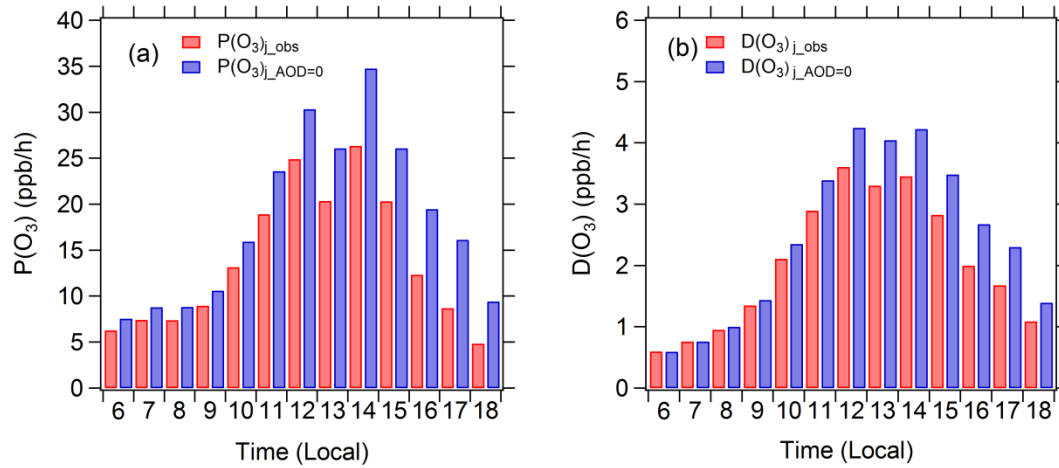 (a)
P(O3)j_obs
P(O3)j_AOD=0
40
35
30
25
20
15
10
5
0
P(O3) (ppb/h)
6 7 8 9 10 11 12 13 14 15 16 17 18
Time (Local)
(b)
D(O3) j_obs
D(O3) j_AOD=0
6
5
4
3
2
1
0
D(O3) (ppb/h)
6 7 8 9 10 11 12 13 14 15 16 17 18
Time (Local)